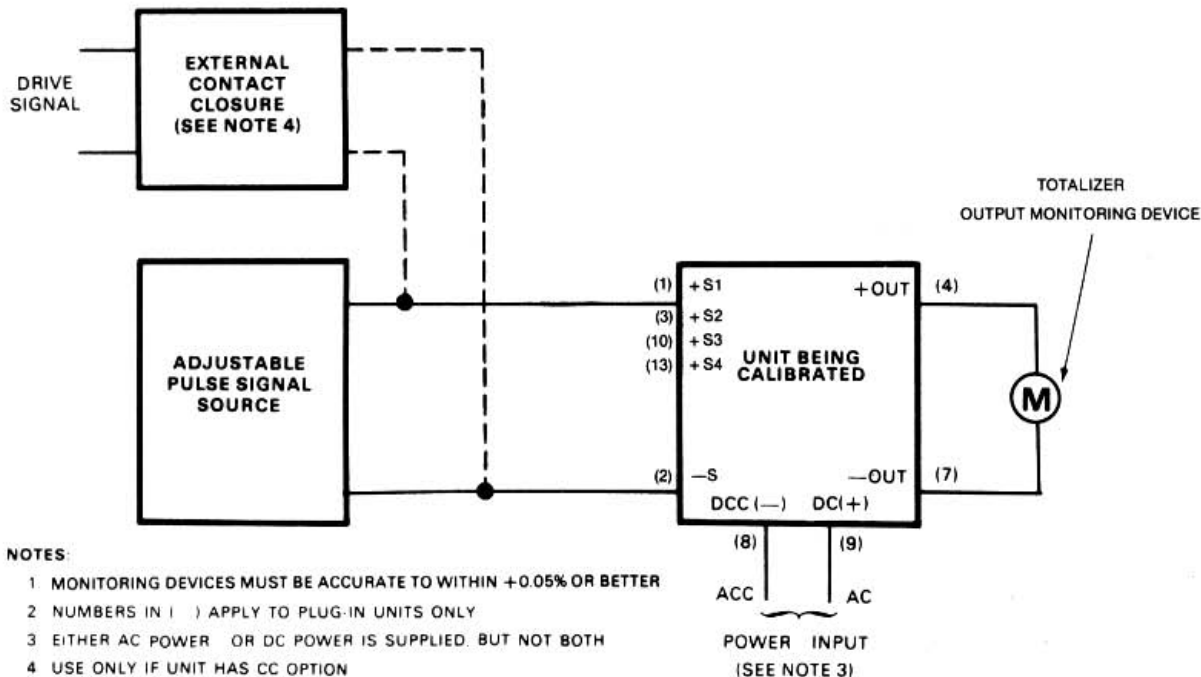 DRIVE
SIGNAL
EXTERNAL
CONTACT
CLOSURE
(SEE NOTE 4)
TOTALIZER
OUTPUT MONITORING DEVICE
ADJUSTABLE
PULSE SIGNAL
SOURCE
(1) +S1
(3) +S2
(10) +S3
(13) +S4
(2) —S
UNIT BEING
CALIBRATED
+OUT (4)
—OUT (7)
M
DCC (—) DC(+)
(8) (9)
ACC AC
POWER INPUT
(SEE NOTE 3)
NOTES:
1 MONITORING DEVICES MUST BE ACCURATE TO WITHIN +0.05% OR BETTER
2 NUMBERS IN ( ) APPLY TO PLUG-IN UNITS ONLY
3 EITHER AC POWER OR DC POWER IS SUPPLIED. BUT NOT BOTH
4 USE ONLY IF UNIT HAS CC OPTION